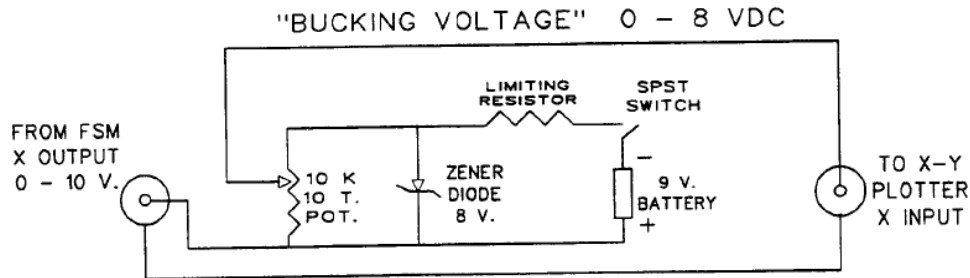 "BUCKING VOLTAGE" 0 - 8 VDC
LIMITING
RESISTOR
SPST
SWITCH
FROM FSM
X OUTPUT
0 - 10 V.
10 K
10 T.
POT.
ZENER
DIODE
8 V.
-
9 V.
BATTERY
+
TO X-Y
PLOTTER
X INPUT